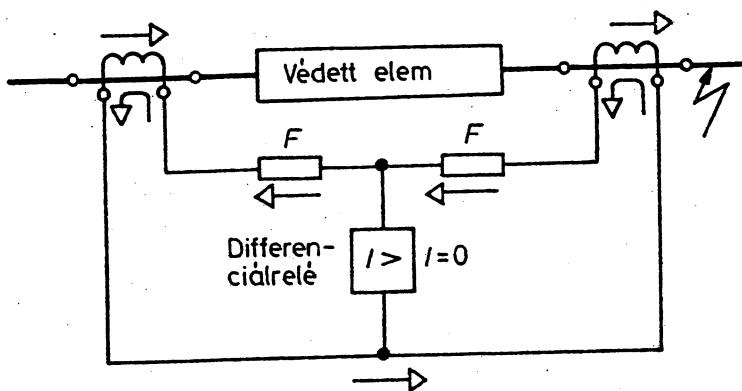 Védett elem
F
F
Differen-
ciálrelé
I >
I=0